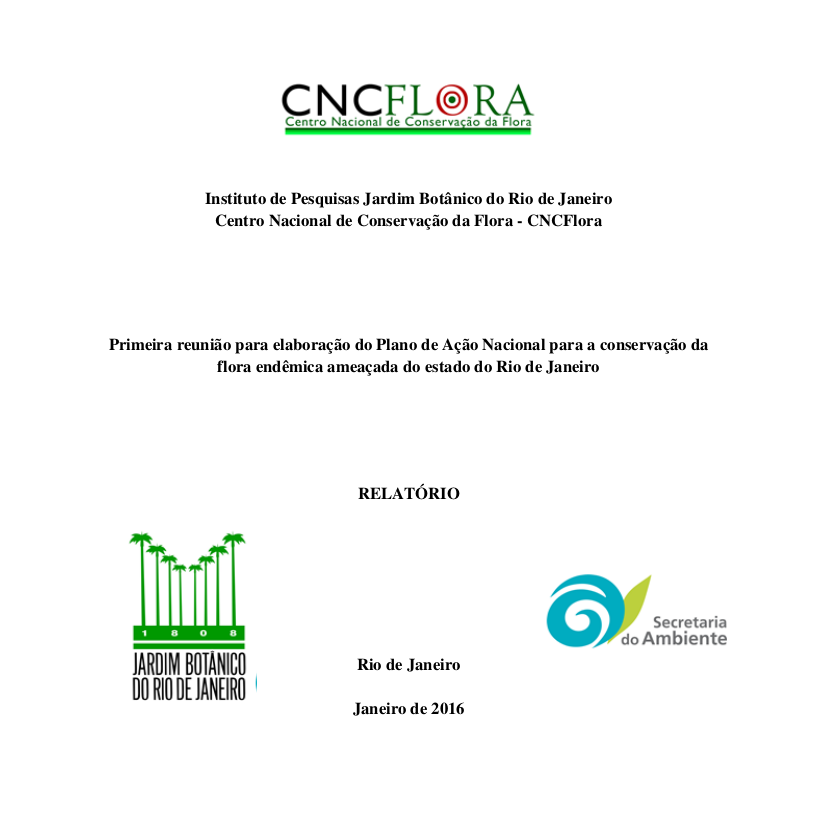 CNCFLORA
Centro Nacional de Conservação da Flora
Instituto de Pesquisas Jardim Botânico do Rio de Janeiro
Centro Nacional de Conservação da Flora - CNCFlora
Primeira reunião para elaboração do Plano de Ação Nacional para a conservação da
flora endêmica ameaçada do estado do Rio de Janeiro
RELATÓRIO
1808
JARDIM BOTÂNICO
DO RIO DE JANEIRO
Secretaria
do Ambiente
Rio de Janeiro
Janeiro de 2016